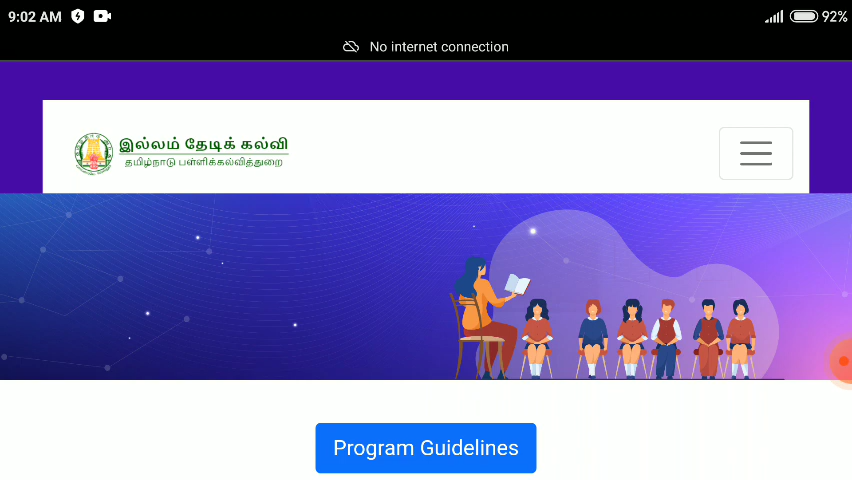 9:02 AM 92%
No internet connection
இல்லம் தேடிக் கல்வி
தமிழ்நாடு பள்ளிக்கல்வித்துறை
Program Guidelines